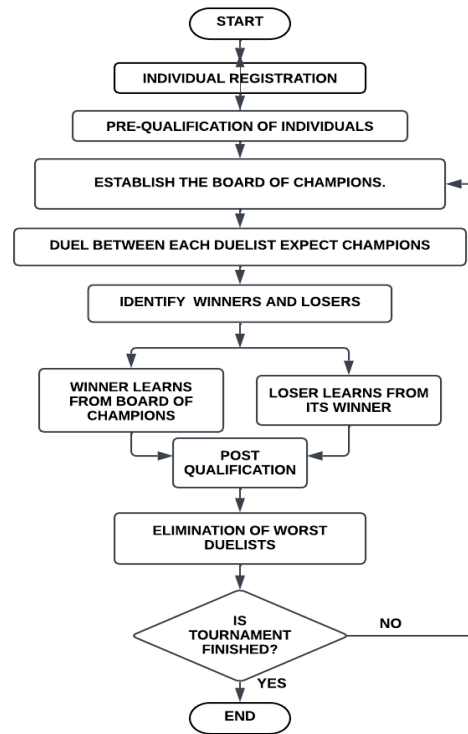 START
INDIVIDUAL REGISTRATION
PRE-QUALIFICATION OF INDIVIDUALS
ESTABLISH THE BOARD OF CHAMPIONS.
DUEL BETWEEN EACH DUELIST EXPECT CHAMPIONS
IDENTIFY WINNERS AND LOSERS
WINNER LEARNS
FROM BOARD OF
CHAMPIONS
LOSER LEARNS FROM
ITS WINNER
POST
QUALIFICATION
ELIMINATION OF WORST
DUELISTS
IS
TOURNAMENT
FINISHED?
NO
YES
END